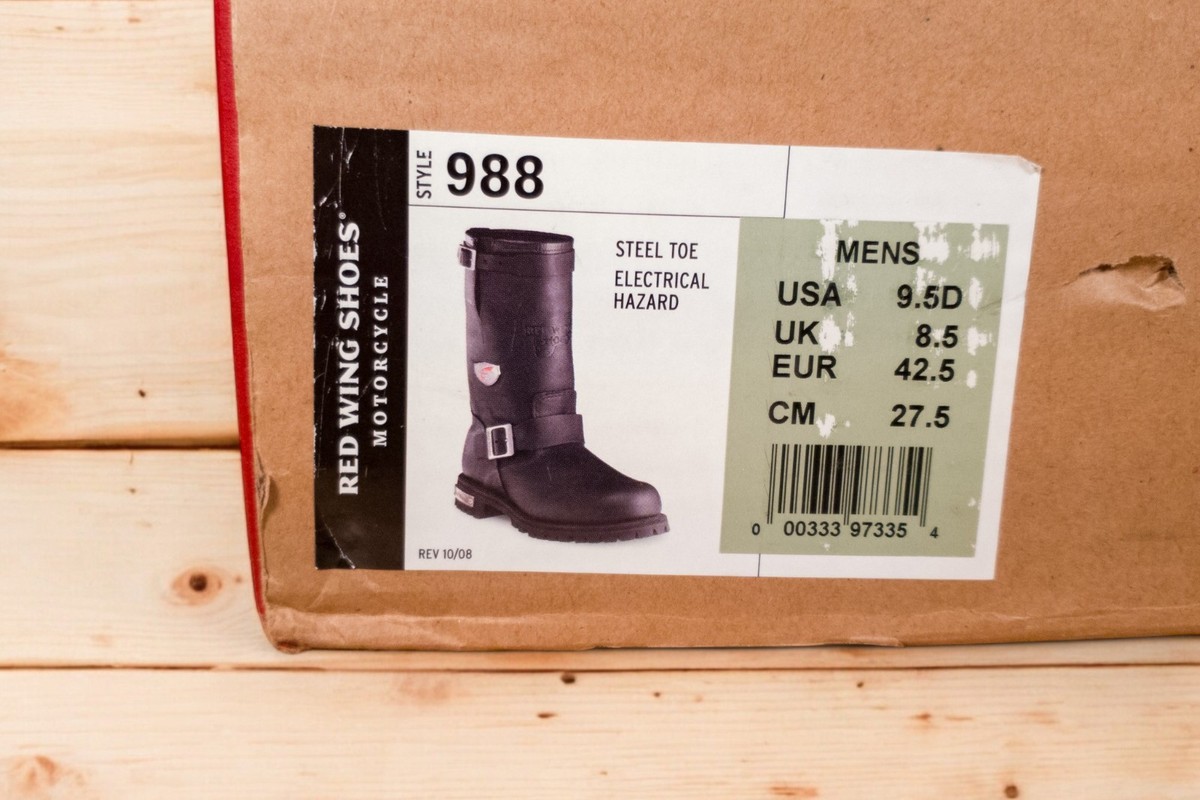 RED WING SHOES®
MOTORCYCLE
STYLE 988
STEEL TOE
ELECTRICAL
HAZARD
REV 10/08
MENS
USA 9.5D
UK 8.5
EUR 42.5
CM 27.5
0 00333 97335 4